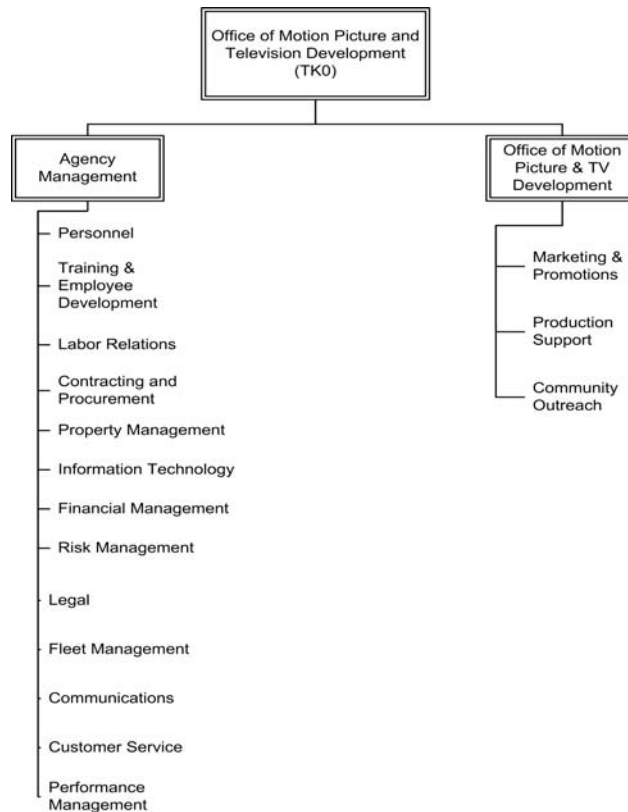 Office of Motion Picture and
Television Development
(TK0)
Agency
Management
Office of Motion
Picture & TV
Development
Personnel
Training &
Employee
Development
Labor Relations
Contracting and
Procurement
Property Management
Information Technology
Financial Management
Risk Management
Legal
Fleet Management
Communications
Customer Service
Performance
Management
Marketing &
Promotions
Production
Support
Community
Outreach